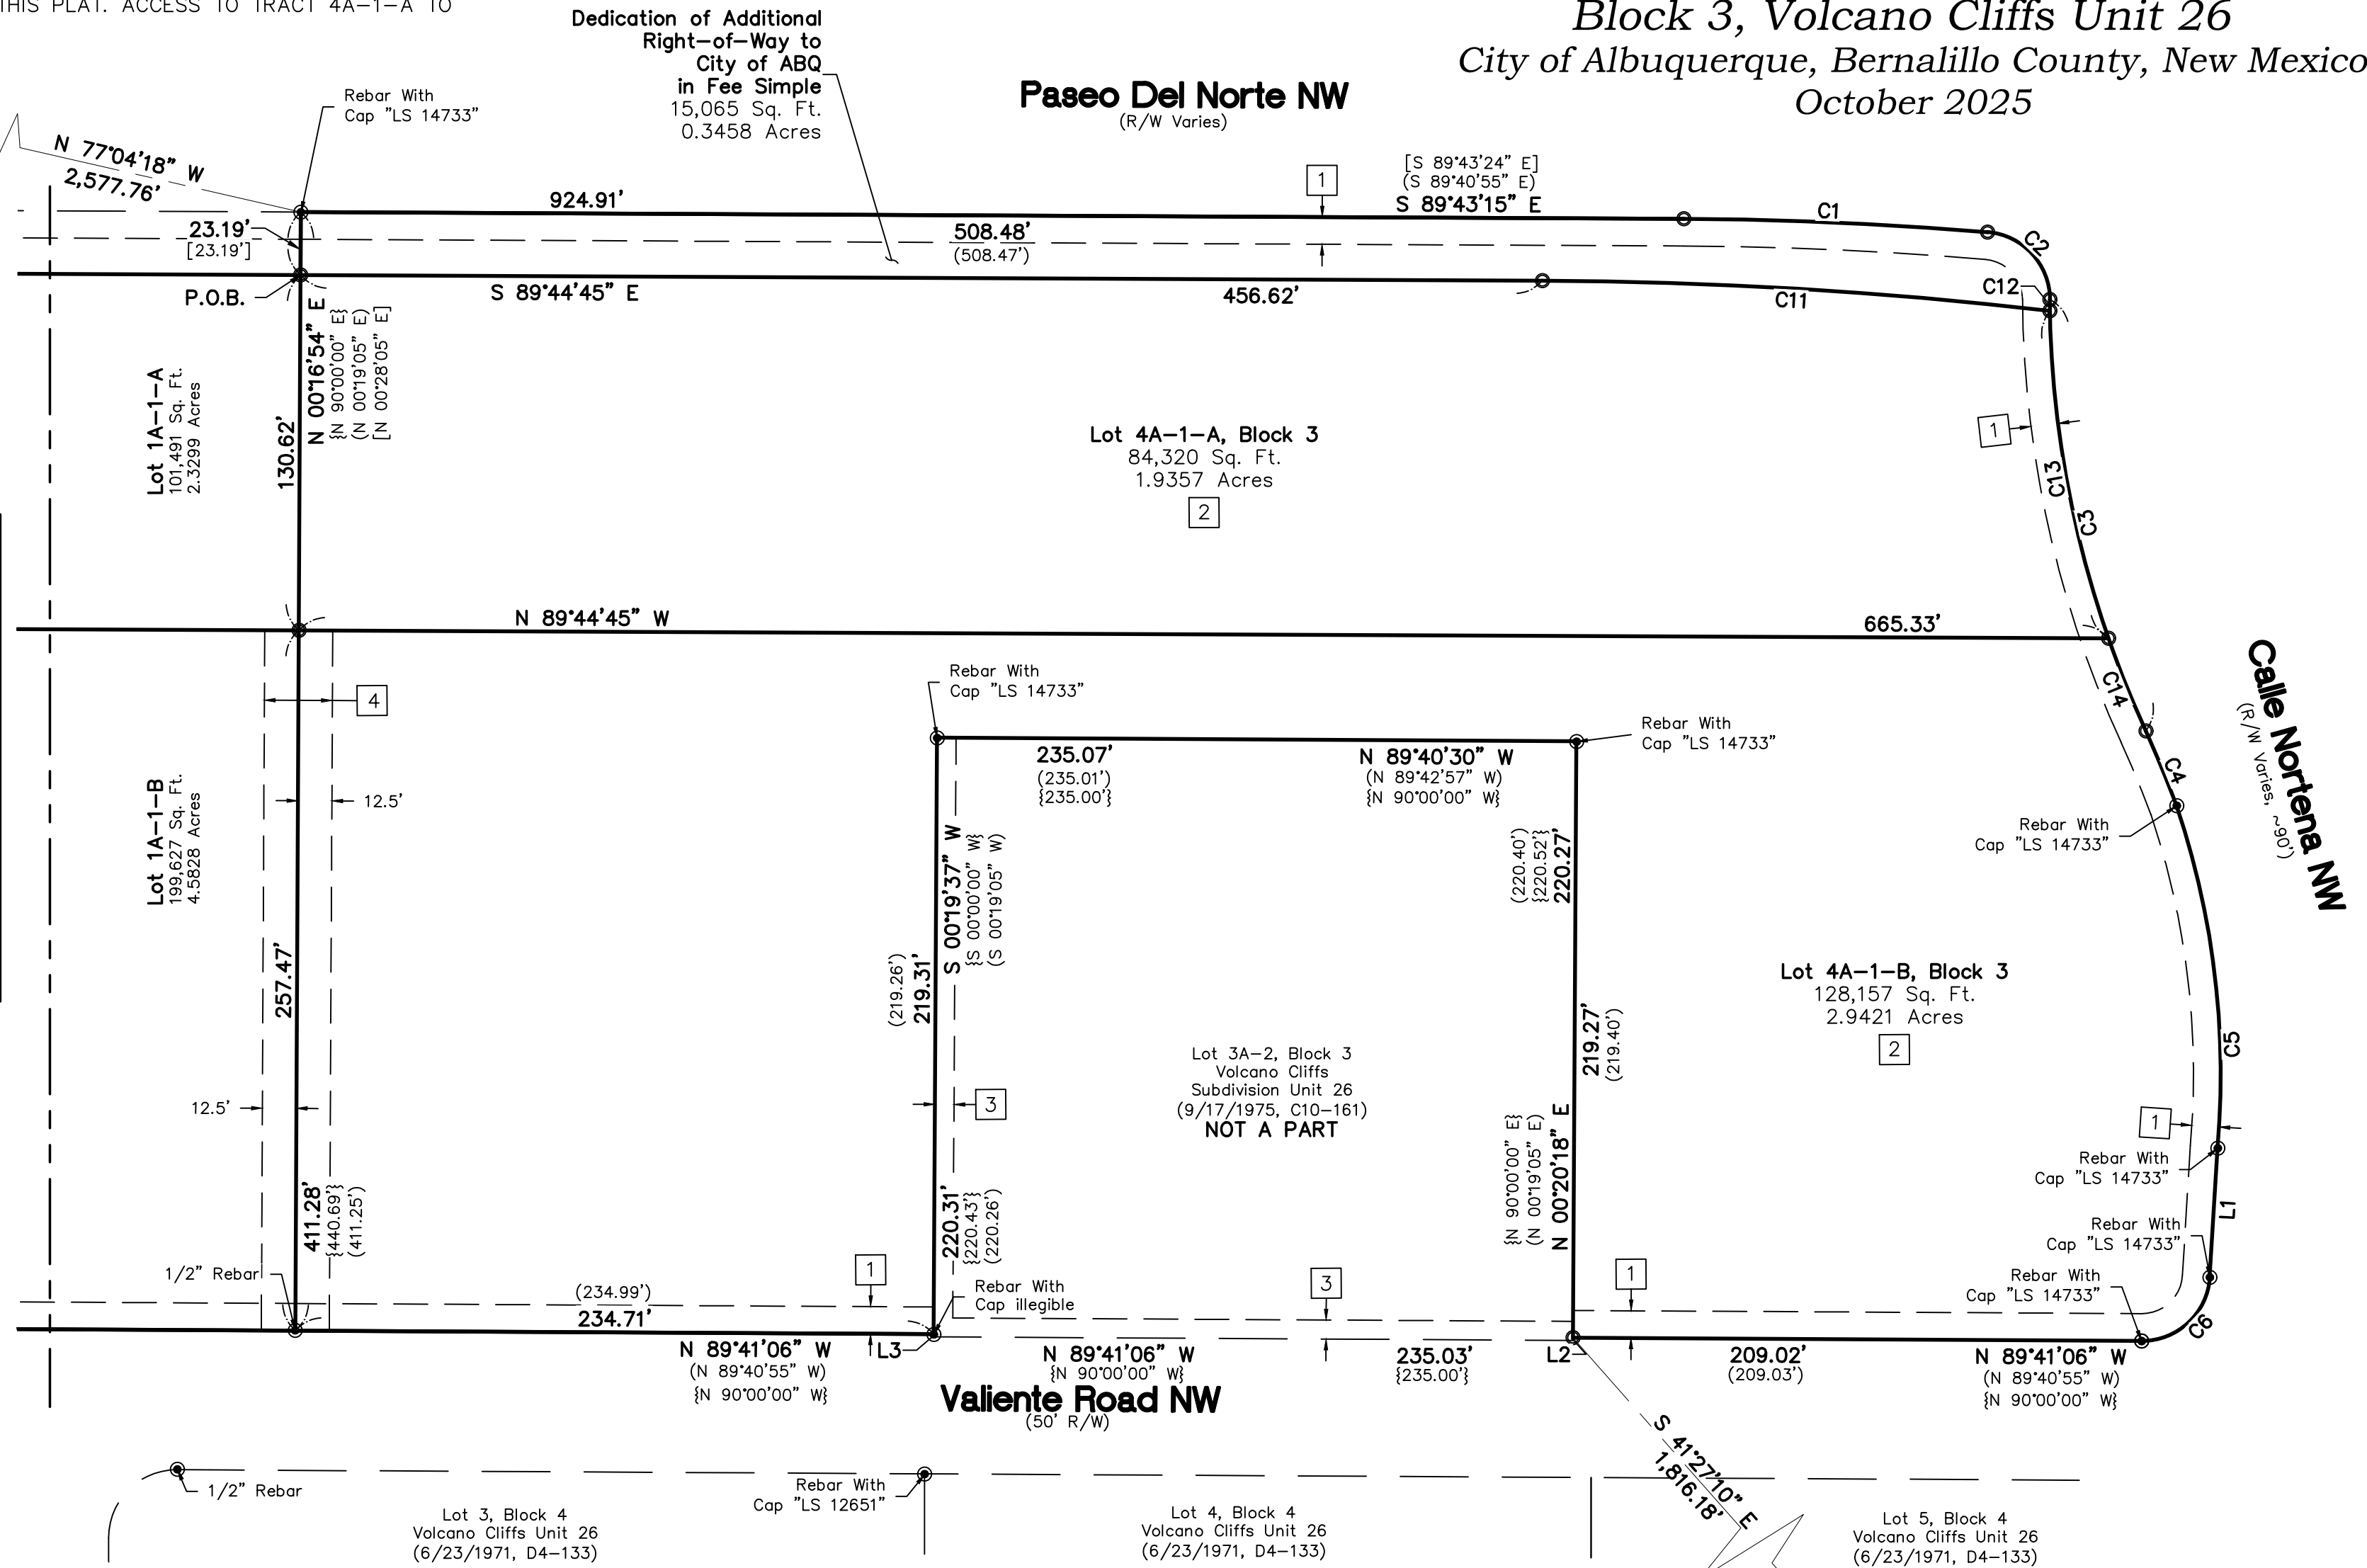 THIS PLAT. ACCESS TO TRACT 4A-1-A TO
Block 3, Volcano Cliffs Unit 26
City of Albuquerque, Bernalillo County, New Mexico
October 2025
Dedication of Additional
Right-of-Way to
City of ABQ
in Fee Simple
15,065 Sq. Ft.
0.3458 Acres
Paseo Del Norte NW
(R/W Varies)
Rebar With
Cap "LS 14733"
N 77°04'18" W
2,577.76'
924.91'
1
[S 89°43'24" E]
(S 89°40'55" E)
S 89°43'15" E
C1
C2
23.19'
[23.19']
508.48'
(508.47')
P.O.B.
S 89°44'45" E
456.62'
C11
C12
N 00°16'54" E
{N 90°00'00" E}
(N 00°19'05" E)
[N 00°28'05" E]
130.62'
Lot 1A-1-A
101,491 Sq. Ft.
2.3299 Acres
Lot 4A-1-A, Block 3
84,320 Sq. Ft.
1.9357 Acres
2
1
C13
C3
N 89°44'45" W
665.33'
4
Rebar With
Cap "LS 14733"
Rebar With
Cap "LS 14733"
C14
C4
Calle Nortena NW
(R/W Varies, ~90')
235.07'
(235.01')
{235.00'}
N 89°40'30" W
(N 89°42'57" W)
{N 90°00'00" W}
12.5'
Lot 1A-1-B
199,627 Sq. Ft.
4.5828 Acres
Rebar With
Cap "LS 14733"
S 00°19'37" W
{S 00°00'00" W}
(S 00°19'05" W)
(220.40')
{220.52'}
220.27'
257.47'
(219.26')
219.31'
Lot 4A-1-B, Block 3
128,157 Sq. Ft.
2.9421 Acres
2
219.27'
(219.40')
C5
Lot 3A-2, Block 3
Volcano Cliffs
Subdivision Unit 26
(9/17/1975, C10-161)
NOT A PART
12.5'
3
1
{N 90°00'00" E}
(N 00°19'05" E)
N 00°20'18" E
Rebar With
Cap "LS 14733"
L1
411.28'
{440.69'}
(411.25')
220.31'
{220.43'}
(220.26')
Rebar With
Cap "LS 14733"
1/2" Rebar
1
Rebar With
Cap illegible
3
1
Rebar With
Cap "LS 14733"
(234.99')
234.71'
C6
N 89°41'06" W
(N 89°40'55" W)
{N 90°00'00" W}
L3
N 89°41'06" W
{N 90°00'00" W}
235.03'
{235.00'}
L2
209.02'
(209.03')
N 89°41'06" W
(N 89°40'55" W)
{N 90°00'00" W}
Valiente Road NW
(50' R/W)
S 41°27'10" E
1,816.18'
1/2" Rebar
Rebar With
Cap "LS 12651"
Lot 3, Block 4
Volcano Cliffs Unit 26
(6/23/1971, D4-133)
Lot 4, Block 4
Volcano Cliffs Unit 26
(6/23/1971, D4-133)
Lot 5, Block 4
Volcano Cliffs Unit 26
(6/23/1971, D4-133)